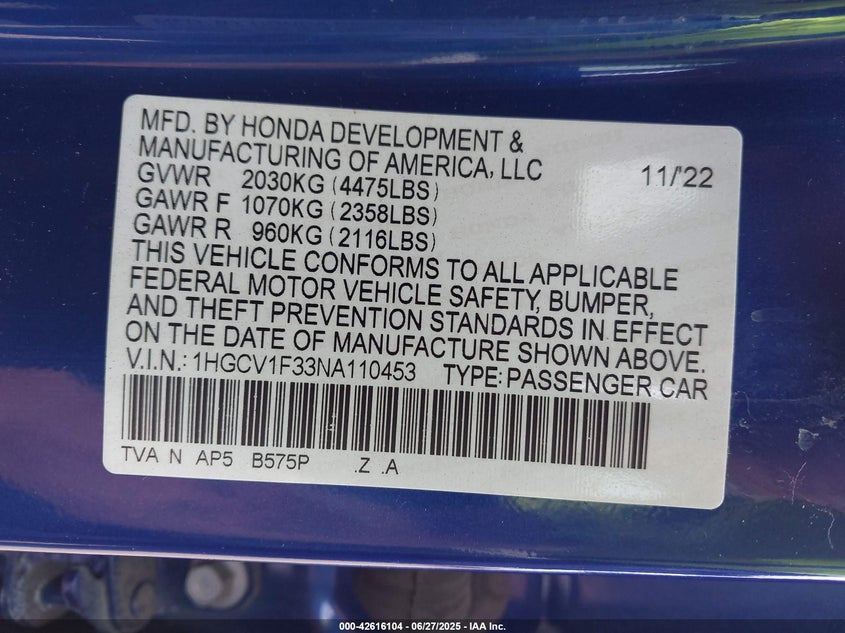 MFD. BY HONDA DEVELOPMENT &
MANUFACTURING OF AMERICA, LLC
GVWR 2030KG (4475LBS) 11/'22
GAWR F 1070KG (2358LBS)
GAWR R 960KG (2116LBS)
THIS VEHICLE CONFORMS TO ALL APPLICABLE
FEDERAL MOTOR VEHICLE SAFETY, BUMPER,
AND THEFT PREVENTION STANDARDS IN EFFECT
ON THE DATE OF MANUFACTURE SHOWN ABOVE.
V.I.N.: 1HGCV1F33NA110453 TYPE: PASSENGER CAR
TVA N AP5 B575P .Z .A
000-42616104 | 06/27/2025 - IAA Inc.